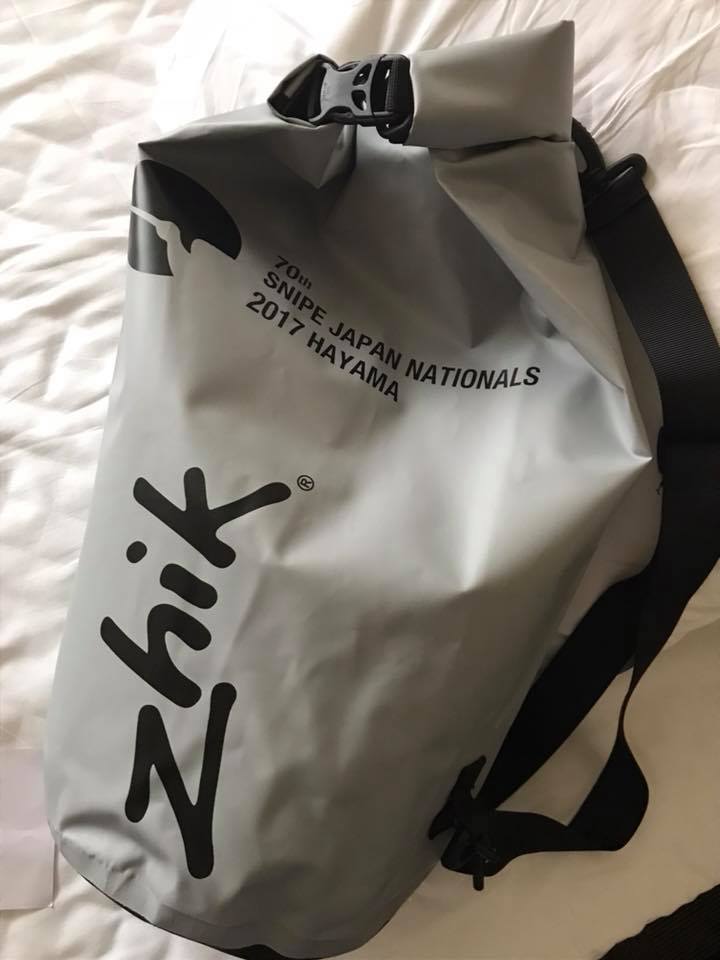 70th
SNIPE JAPAN NATIONALS
2017 HAYAMA
zhik®